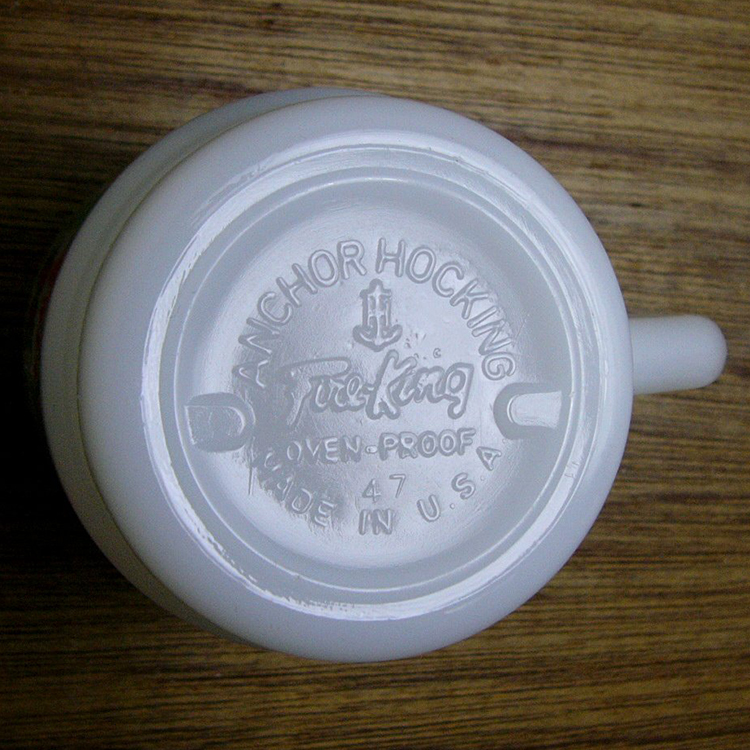 ANCHOR HOCKING
Fire-King
OVEN-PROOF
47
MADE IN U.S.A